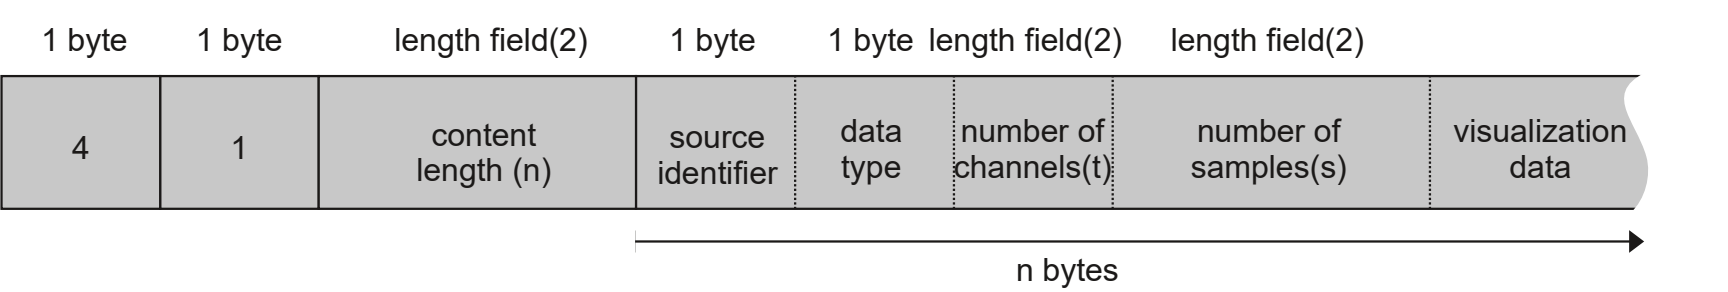 1 byte 1 byte length field(2) 1 byte 1 byte length field(2) length field(2)
4
1
content
length (n)
source
identifier
data
type
number of
channels(t)
number of
samples(s)
visualization
data
n bytes